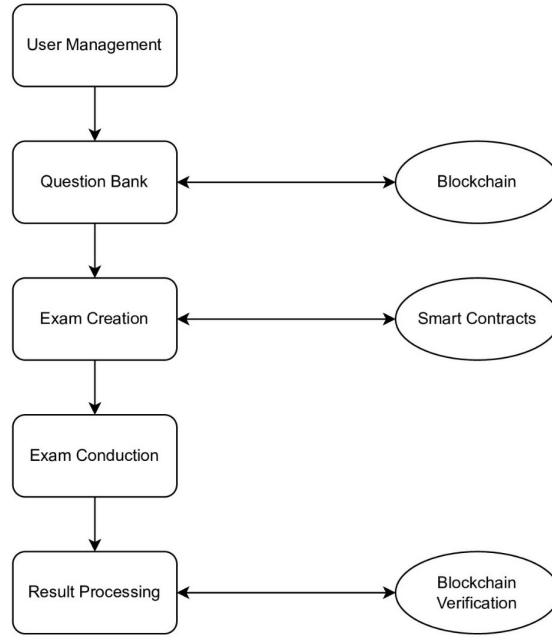 User Management
Question Bank
Blockchain
Exam Creation
Smart Contracts
Exam Conduction
Result Processing
Blockchain
Verification